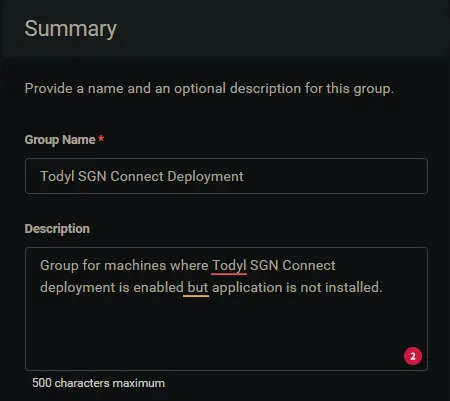 Summary
Provide a name and an optional description for this group.
Group Name *
Todyl SGN Connect Deployment
Description
Group for machines where Todyl SGN Connect
deployment is enabled but application is not installed.
2
500 characters maximum